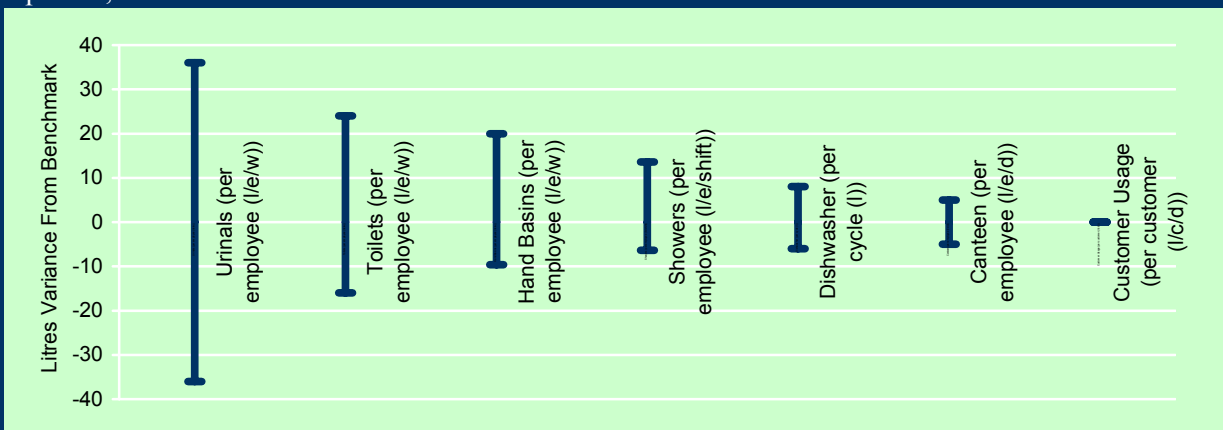 Litres Variance From Benchmark
40
30
20
10
0
-10
-20
-30
-40
Urinals (per
employee (l/e/w))
Toilets (per
employee (l/e/w))
Hand Basins (per
employee (l/e/w))
Showers (per
employee (l/e/shift))
Dishwasher (per
cycle (l))
Canteen (per
employee (l/e/d))
Customer Usage
(per customer
(l/c/d))